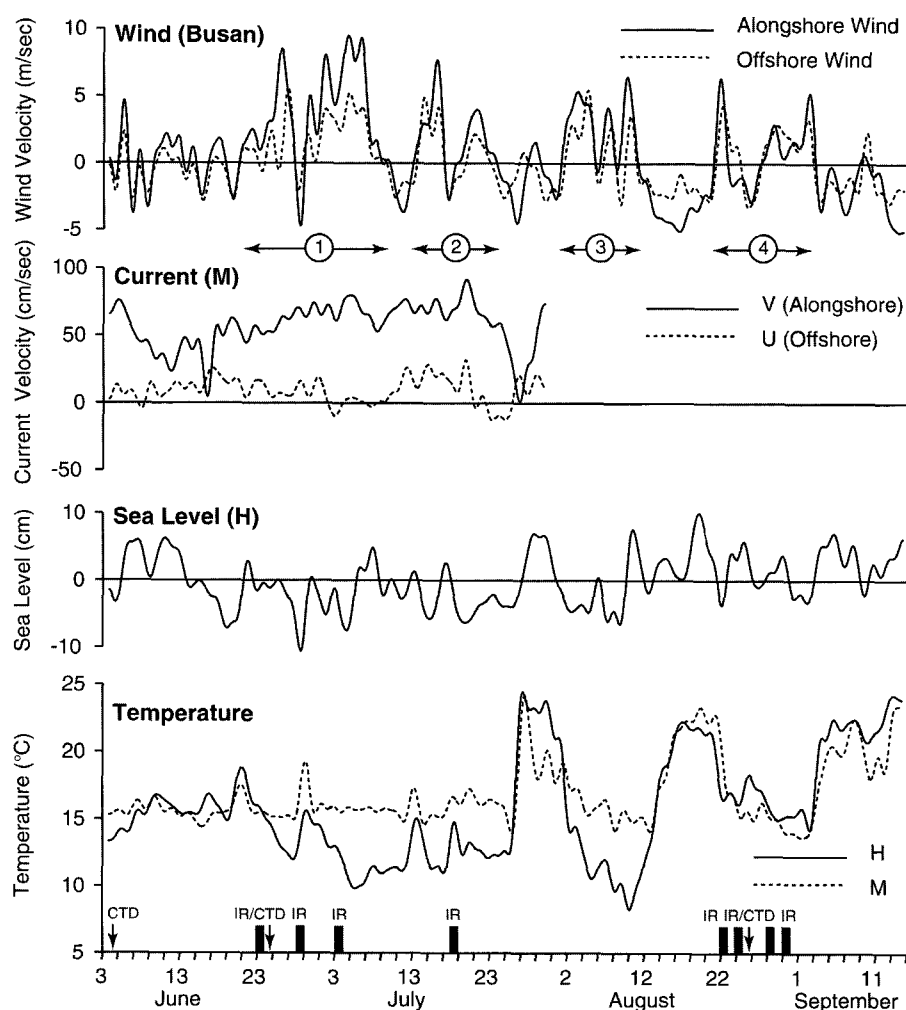 Wind (Busan)
Alongshore Wind
Offshore Wind
Wind Velocity (m/sec)
10
5
0
-5
1
2
3
4
Current (M)
V (Alongshore)
U (Offshore)
Current Velocity (cm/sec)
100
50
0
-50
Sea Level (H)
Sea Level (cm)
10
0
-10
Temperature
Temperature (°C)
25
20
15
10
5
H
M
CTD IR/CTD IR IR IR IR IR/CTD IR
3 13 23 3 13 23 2 12 22 1 11
June July August September